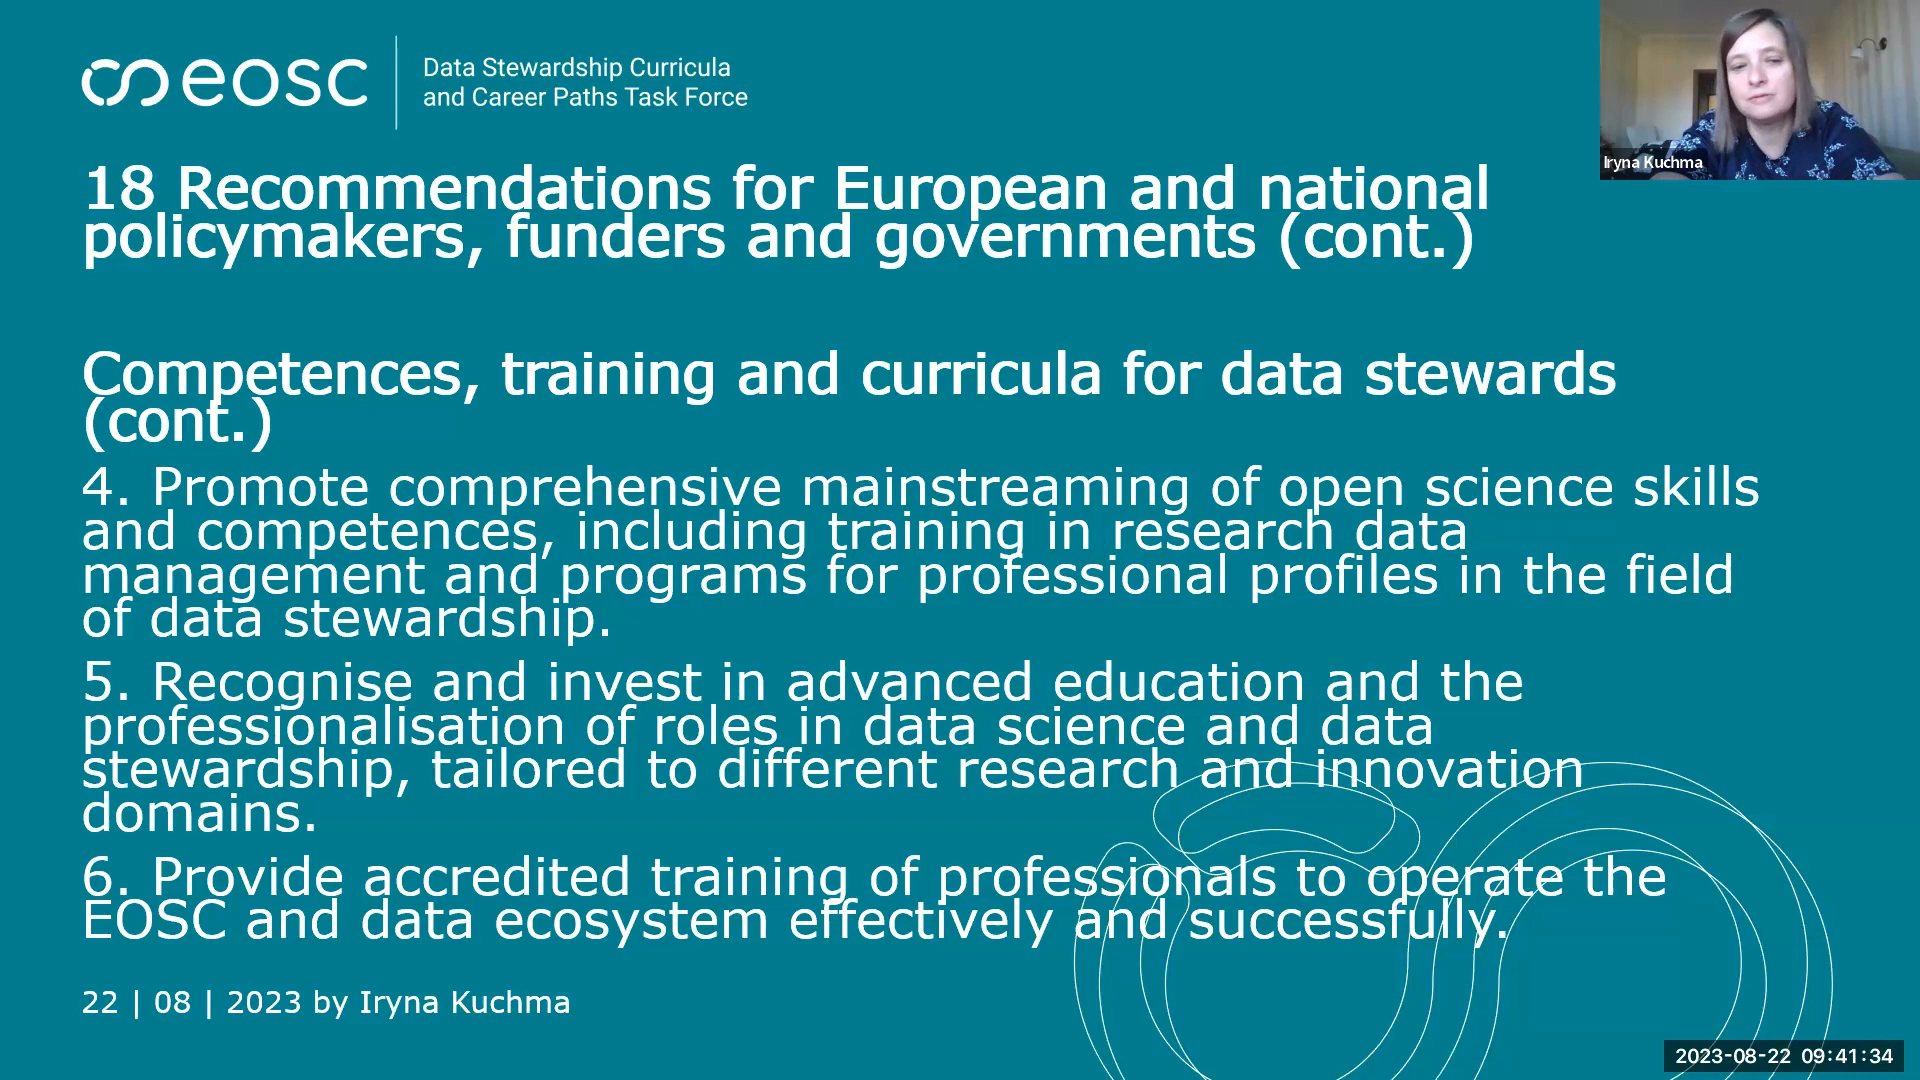 eosc
Data Stewardship Curricula
and Career Paths Task Force
Iryna Kuchma
18 Recommendations for European and national
policymakers, funders and governments (cont.)
Competences, training and curricula for data stewards
(cont.)
4. Promote comprehensive mainstreaming of open science skills
and competences, including training in research data
management and programs for professional profiles in the field
of data stewardship.
5. Recognise and invest in advanced education and the
professionalisation of roles in data science and data
stewardship, tailored to different research and innovation
domains.
6. Provide accredited training of professionals to operate the
EOSC and data ecosystem effectively and successfully.
22 | 08 | 2023 by Iryna Kuchma
2023-08-22 09:41:34